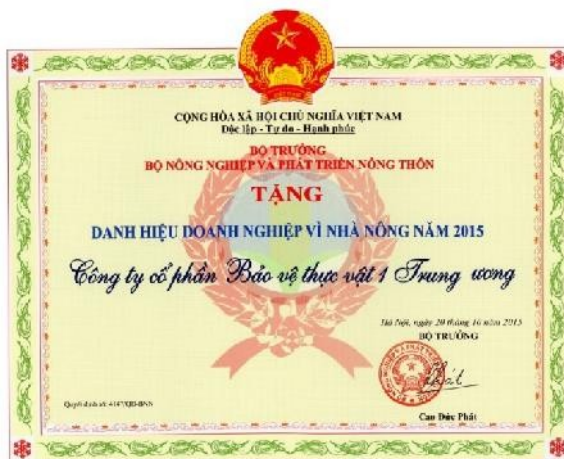 CỘNG HÒA XÃ HỘI CHỦ NGHĨA VIỆT NAM
Độc lập - Tự do - Hạnh phúc
BỘ TRƯỞNG
BỘ NÔNG NGHIỆP VÀ PHÁT TRIỂN NÔNG THÔN
TẶNG
DANH HIỆU DOANH NGHIỆP VÌ NHÀ NÔNG NĂM 2015
Công ty cổ phần Bảo vệ thực vật 1 Trung ương
Hà Nội, ngày 20 tháng 10 năm 2015
BỘ TRƯỞNG
Quyết định số:
Cao Đức Phát